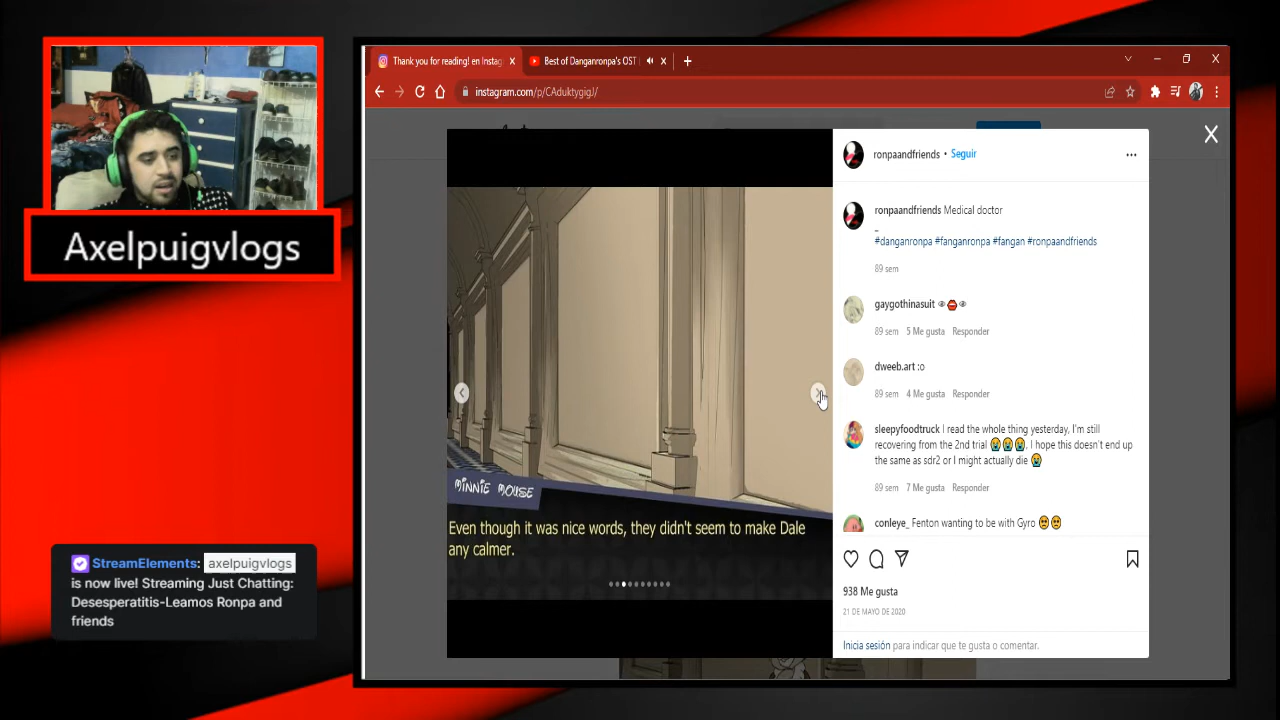 Axelpuigvlogs
StreamElements: axelpuigvlogs
is now live! Streaming Just Chatting:
Desesperatitis-Leamos Ronpa and
friends
Thank you for reading! en Instag
Best of Danganronpa's OST
instagram.com/p/CAduktygigJ/
MINNIE MOUSE
Even though it was nice words, they didn't seem to make Dale
any calmer.
ronpaandfriends • Seguir
ronpaandfriends Medical doctor
_
#danganronpa #fanganronpa #fangan #ronpaandfriends
89 sem
gaygothinasuit 👁👄👁
89 sem 5 Me gusta Responder
dweeb.art :o
89 sem 4 Me gusta Responder
sleepyfoodtruck I read the whole thing yesterday, I'm still
recovering from the 2nd trial 😭😭😭. I hope this doesn't end up
the same as sdr2 or I might actually die 😭
89 sem 7 Me gusta Responder
conleye_ Fenton wanting to be with Gyro 🥺🥺
938 Me gusta
21 DE MAYO DE 2020
Inicia sesión para indicar que te gusta o comentar.